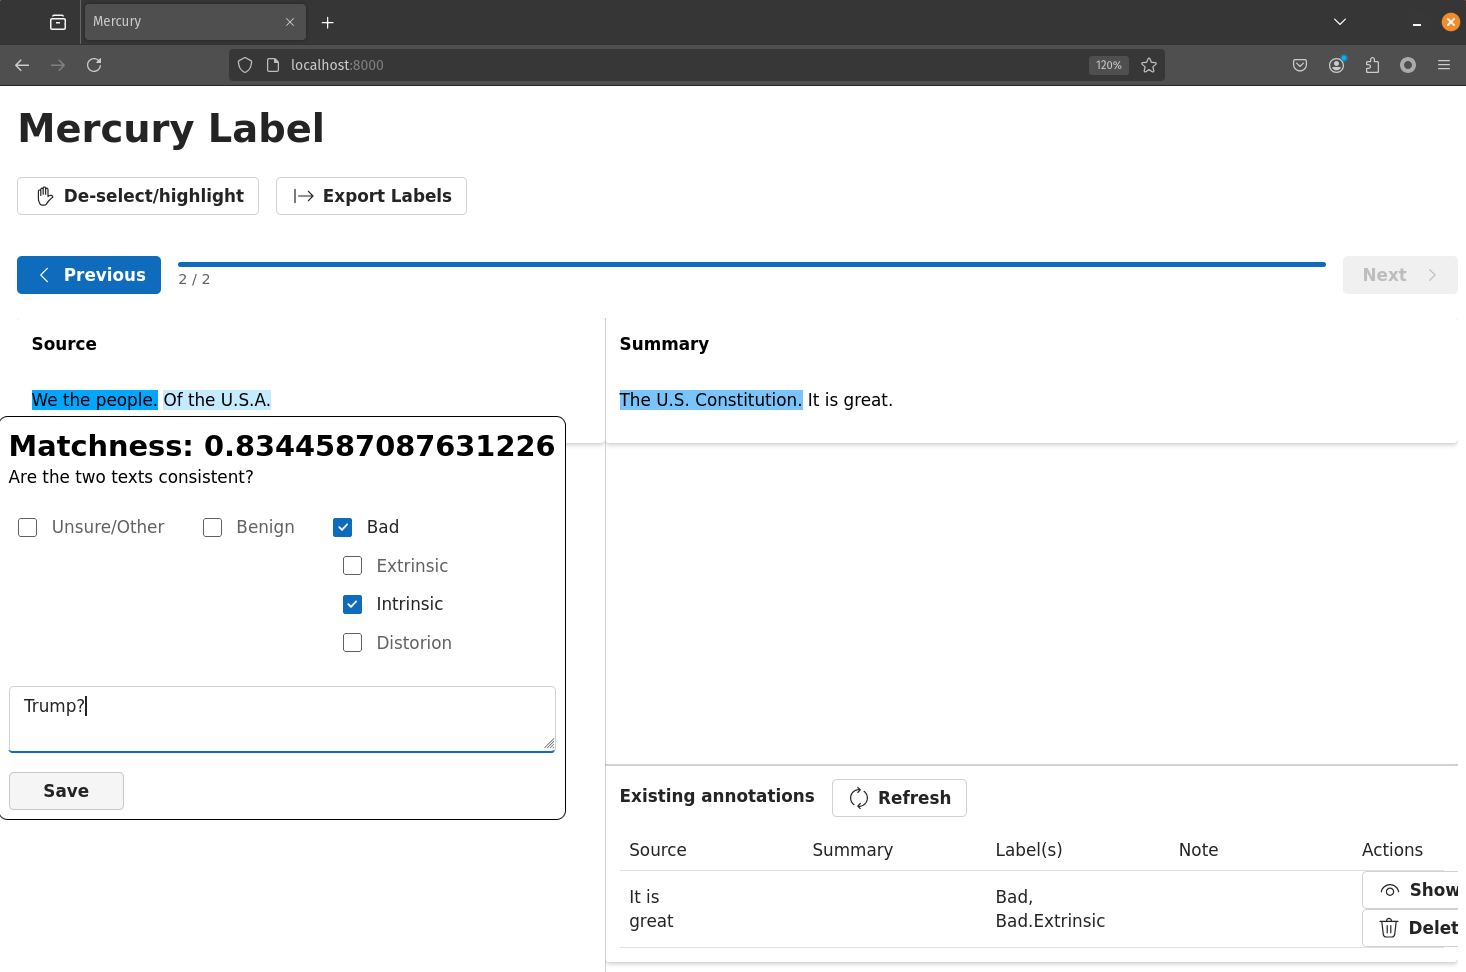 Mercury
localhost:8000
120%
Mercury Label
De-select/highlight
Export Labels
Previous
2 / 2
Next
Source
Summary
We the people. Of the U.S.A.
The U.S. Constitution. It is great.
Matchness: 0.8344587087631226
Are the two texts consistent?
Unsure/Other
Benign
Bad
Extrinsic
Intrinsic
Distorion
Trump?
Save
Existing annotations
Refresh
Source
Summary
Label(s)
Note
Actions
It is
great
Bad,
Bad.Extrinsic
Show
Delet